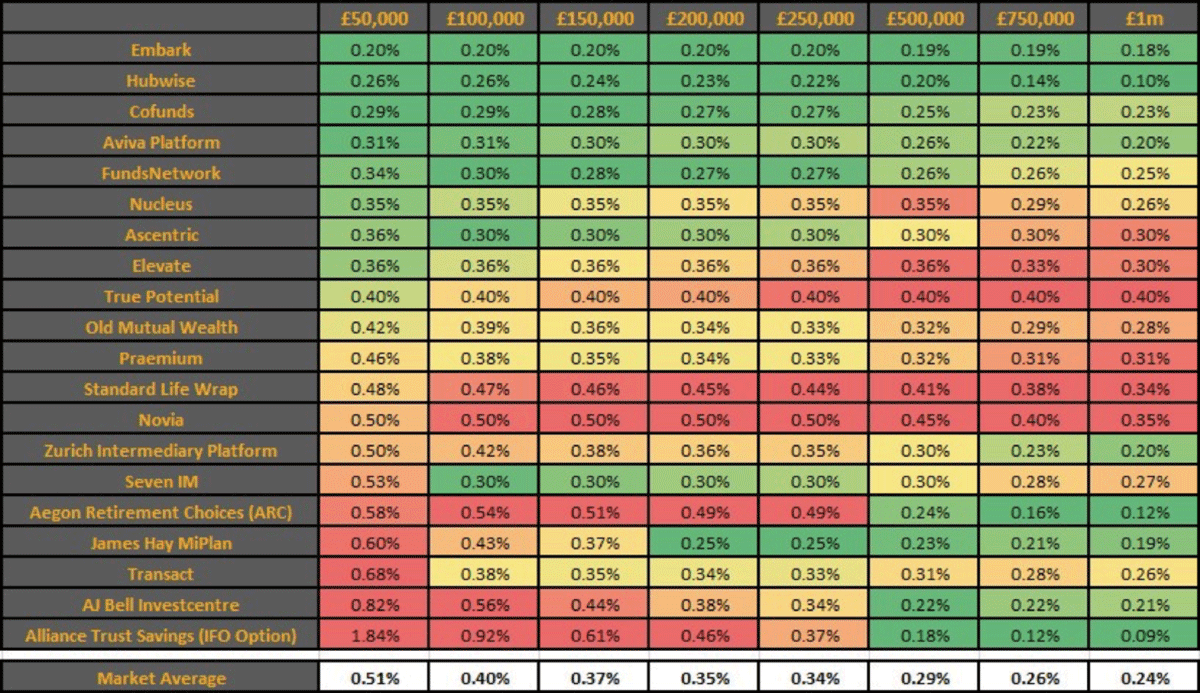 £50,000 £100,000 £150,000 £200,000 £250,000 £500,000 £750,000 £1m
Embark 0.20% 0.20% 0.20% 0.20% 0.20% 0.19% 0.19% 0.18%
Hubwise 0.26% 0.26% 0.24% 0.23% 0.22% 0.20% 0.14% 0.10%
Cofunds 0.29% 0.29% 0.28% 0.27% 0.27% 0.25% 0.23% 0.23%
Aviva Platform 0.31% 0.31% 0.30% 0.30% 0.30% 0.26% 0.22% 0.20%
FundsNetwork 0.34% 0.30% 0.28% 0.27% 0.27% 0.26% 0.26% 0.25%
Nucleus 0.35% 0.35% 0.35% 0.35% 0.35% 0.35% 0.29% 0.26%
Ascentric 0.36% 0.30% 0.30% 0.30% 0.30% 0.30% 0.30% 0.30%
Elevate 0.36% 0.36% 0.36% 0.36% 0.36% 0.36% 0.33% 0.30%
True Potential 0.40% 0.40% 0.40% 0.40% 0.40% 0.40% 0.40% 0.40%
Old Mutual Wealth 0.42% 0.39% 0.36% 0.34% 0.33% 0.32% 0.29% 0.28%
Praemium 0.46% 0.38% 0.35% 0.34% 0.33% 0.32% 0.31% 0.31%
Standard Life Wrap 0.48% 0.47% 0.46% 0.45% 0.44% 0.41% 0.38% 0.34%
Novia 0.50% 0.50% 0.50% 0.50% 0.50% 0.45% 0.40% 0.35%
Zurich Intermediary Platform 0.50% 0.42% 0.38% 0.36% 0.35% 0.30% 0.23% 0.20%
Seven IM 0.53% 0.30% 0.30% 0.30% 0.30% 0.30% 0.28% 0.27%
Aegon Retirement Choices (ARC) 0.58% 0.54% 0.51% 0.49% 0.49% 0.24% 0.16% 0.12%
James Hay MiPlan 0.60% 0.43% 0.37% 0.25% 0.25% 0.23% 0.21% 0.19%
Transact 0.68% 0.38% 0.35% 0.34% 0.33% 0.31% 0.28% 0.26%
AJ Bell Investcentre 0.82% 0.56% 0.44% 0.38% 0.34% 0.22% 0.22% 0.21%
Alliance Trust Savings (IFO Option) 1.84% 0.92% 0.61% 0.46% 0.37% 0.18% 0.12% 0.09%
Market Average 0.51% 0.40% 0.37% 0.35% 0.34% 0.29% 0.26% 0.24%